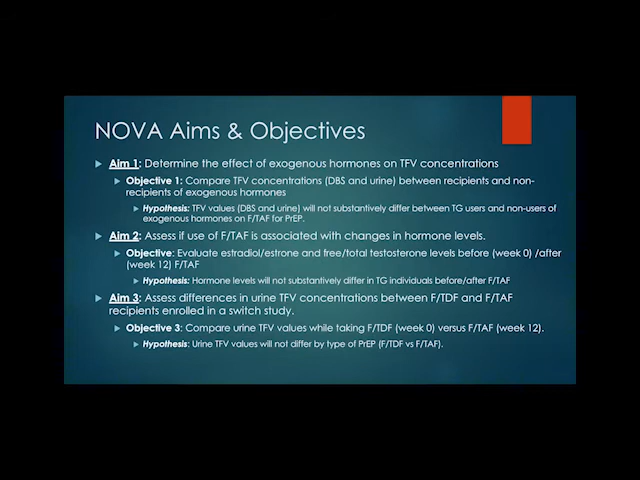 NOVA Aims & Objectives
Aim 1: Determine the effect of exogenous hormones on TFV concentrations
Objective 1: Compare TFV concentrations (DBS and urine) between recipients and non-
recipients of exogenous hormones
Hypothesis: TFV values (DBS and urine) will not substantively differ between TG users and non-users of
exogenous hormones on F/TAF for PrEP.
Aim 2: Assess if use of F/TAF is associated with changes in hormone levels.
Objective: Evaluate estradiol/estrone and free/total testosterone levels before (week 0) /after
(week 12) F/TAF
Hypothesis: Hormone levels will not substantively differ in TG individuals before/after F/TAF
Aim 3: Assess differences in urine TFV concentrations between F/TDF and F/TAF
recipients enrolled in a switch study.
Objective 3: Compare urine TFV values while taking F/TDF (week 0) versus F/TAF (week 12).
Hypothesis: Urine TFV values will not differ by type of PrEP (F/TDF vs F/TAF).